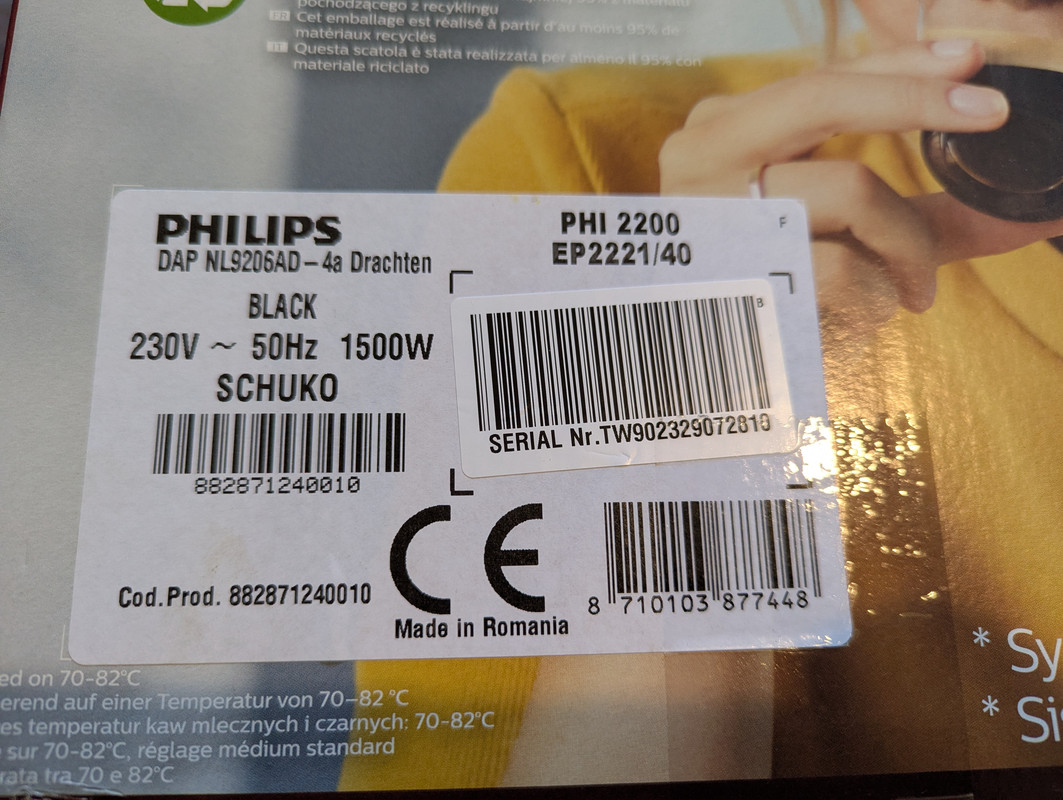 pochodzącego z recyklingu
FR Cet emballage est réalisé à partir d'au moins 95% de
matériaux recyclés
IT Questa scatola é stata realizzata per almeno il 95% con
materiale riciclato
PHILIPS
DAP NL9206AD-4a Drachten
BLACK
230V ~ 50Hz 1500W
SCHUKO
882871240010
Cod.Prod. 882871240010
PHI 2200
EP2221/40
F
B
SERIAL Nr.TW902329072810
CE
Made in Romania
8 710103 877448
ed on 70-82°C
erend auf einer Temperatur von 70-82 °C
es temperatur kaw mlecznych i czarnych: 70-82°C
sur 70-82°C, réglage médium standard
rata tra 70 e 82°C
* Sy
* Si